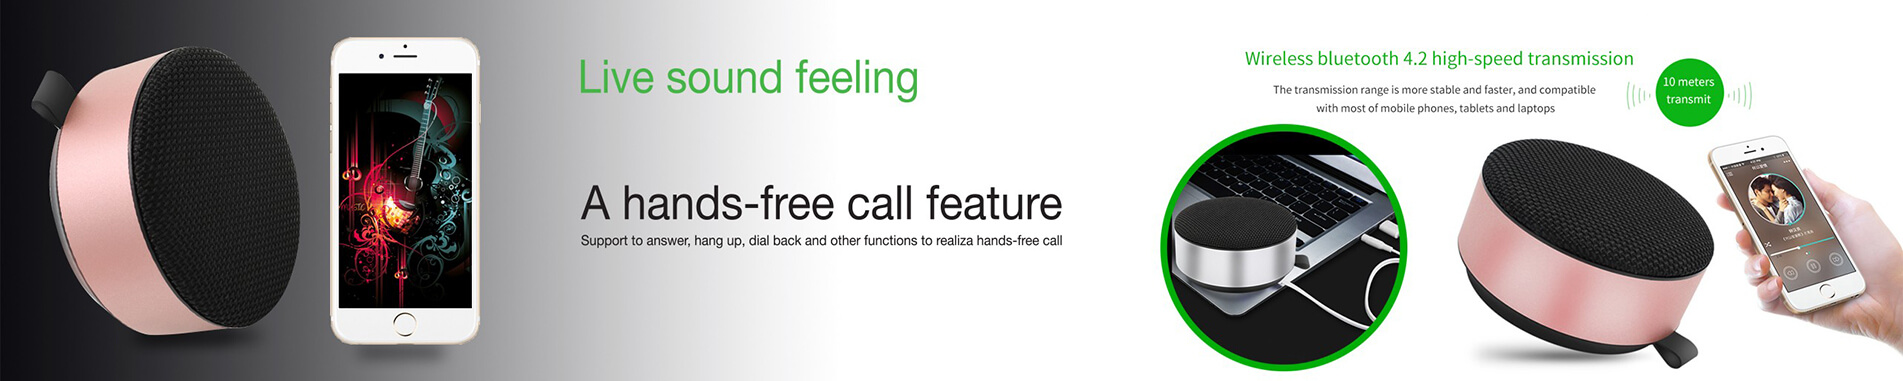 Live sound feeling
A hands-free call feature
Support to answer, hang up, dial back and other functions to realiza hands-free call
Wireless bluetooth 4.2 high-speed transmission
The transmission range is more stable and faster, and compatible
with most of mobile phones, tablets and laptops
10 meters
transmit